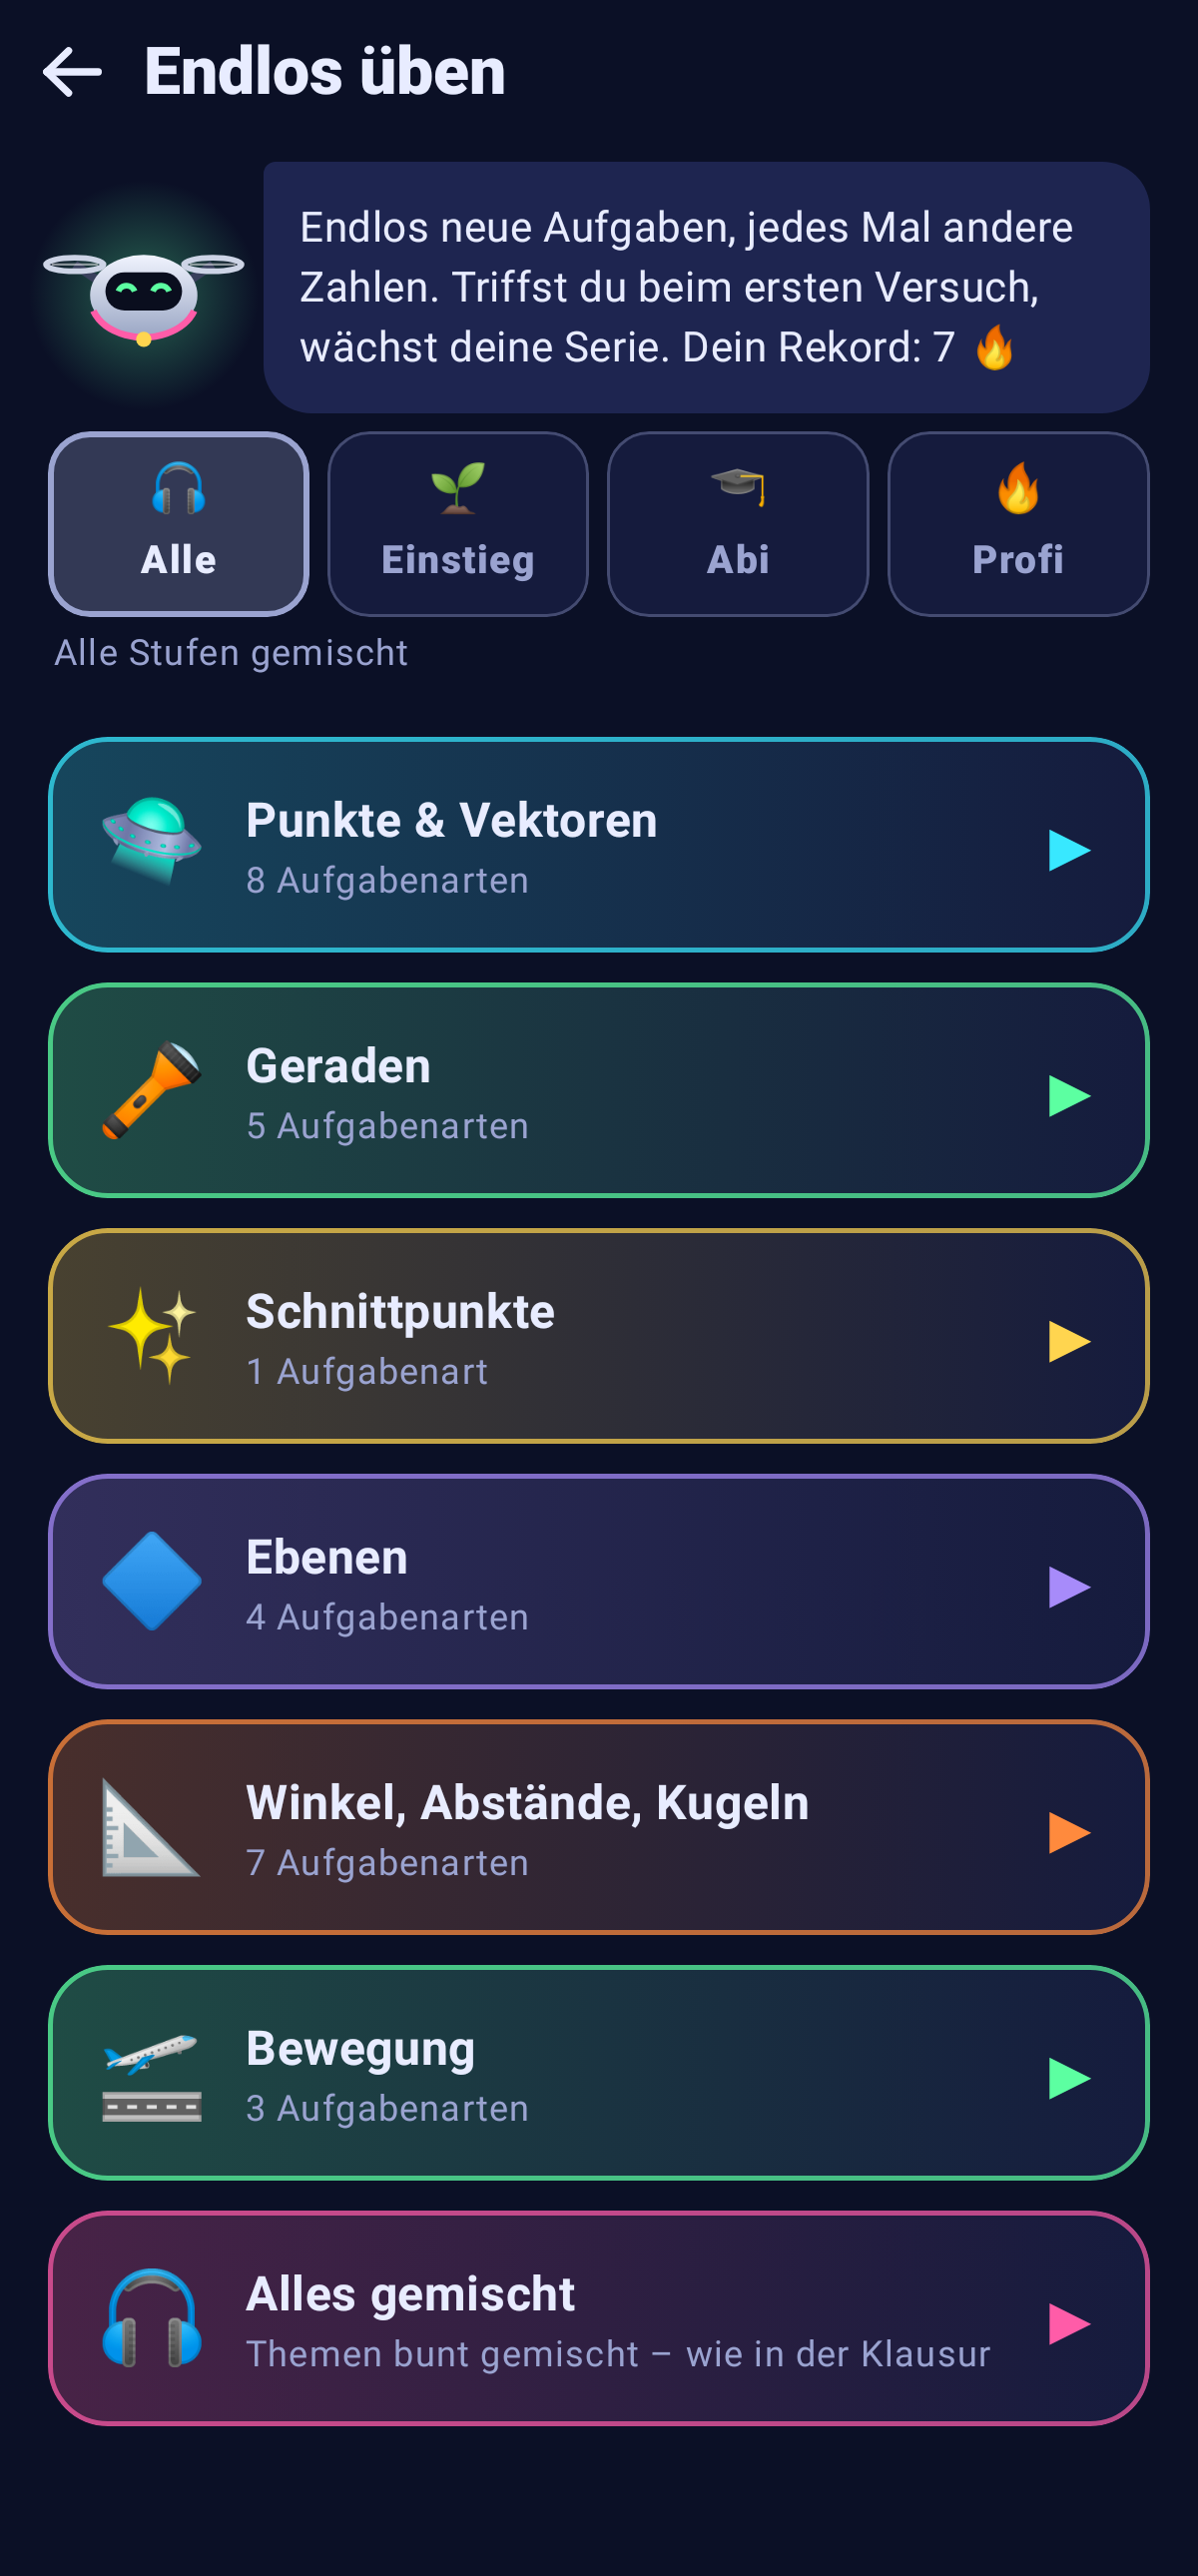 Endlos üben
Endlos neue Aufgaben, jedes Mal andere
Zahlen. Triffst du beim ersten Versuch,
wächst deine Serie. Dein Rekord: 7 🔥
Alle
Einstieg
Abi
Profi
Alle Stufen gemischt
Punkte & Vektoren
8 Aufgabenarten
Geraden
5 Aufgabenarten
Schnittpunkte
1 Aufgabenart
Ebenen
4 Aufgabenarten
Winkel, Abstände, Kugeln
7 Aufgabenarten
Bewegung
3 Aufgabenarten
Alles gemischt
Themen bunt gemischt – wie in der Klausur